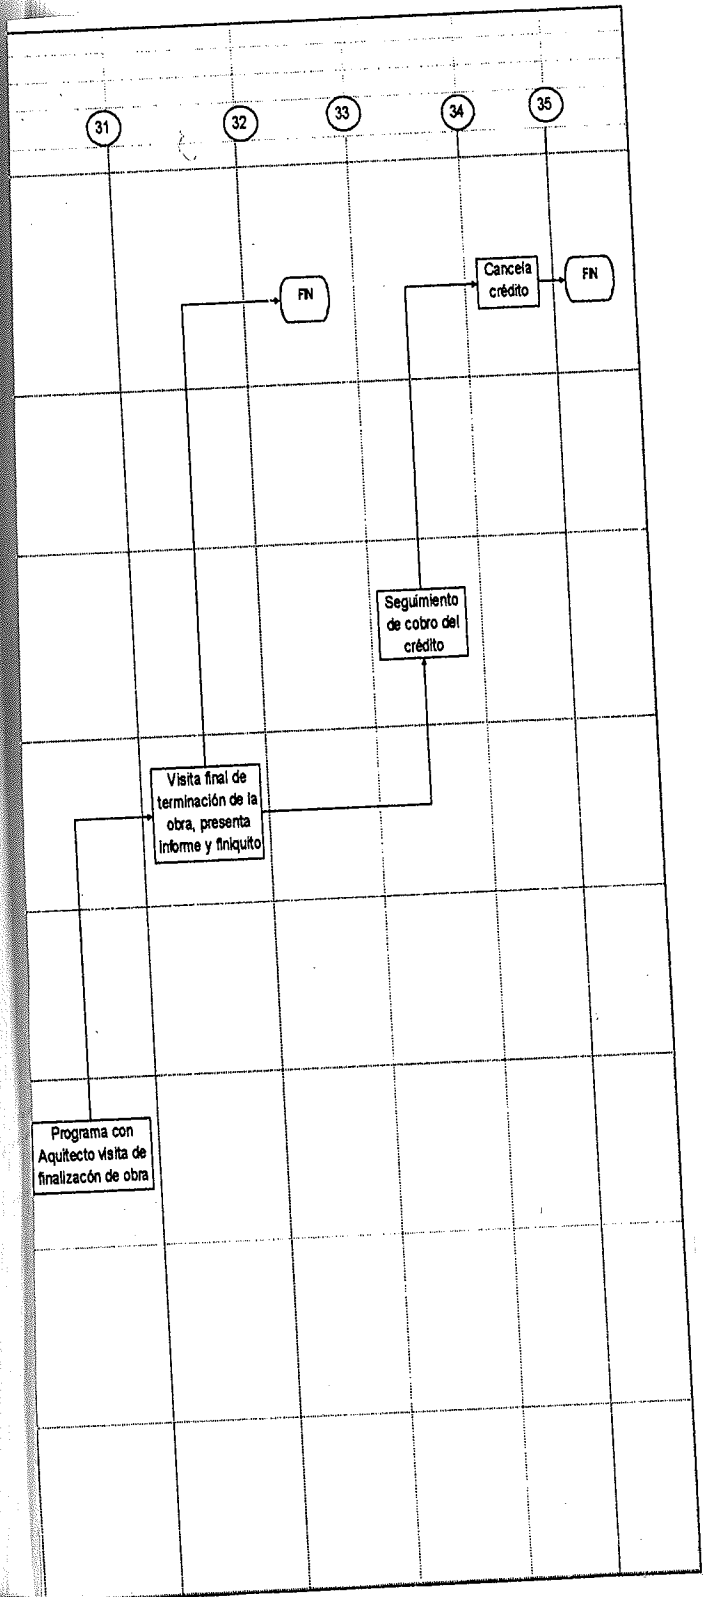 31
32
33
34
35
FIN
Cancela
crédito
FIN
Seguimiento
de cobro del
crédito
Visita final de
terminación de la
obra, presenta
informe y finiquito
Programa con
Aquitecto visita de
finalizacón de obra